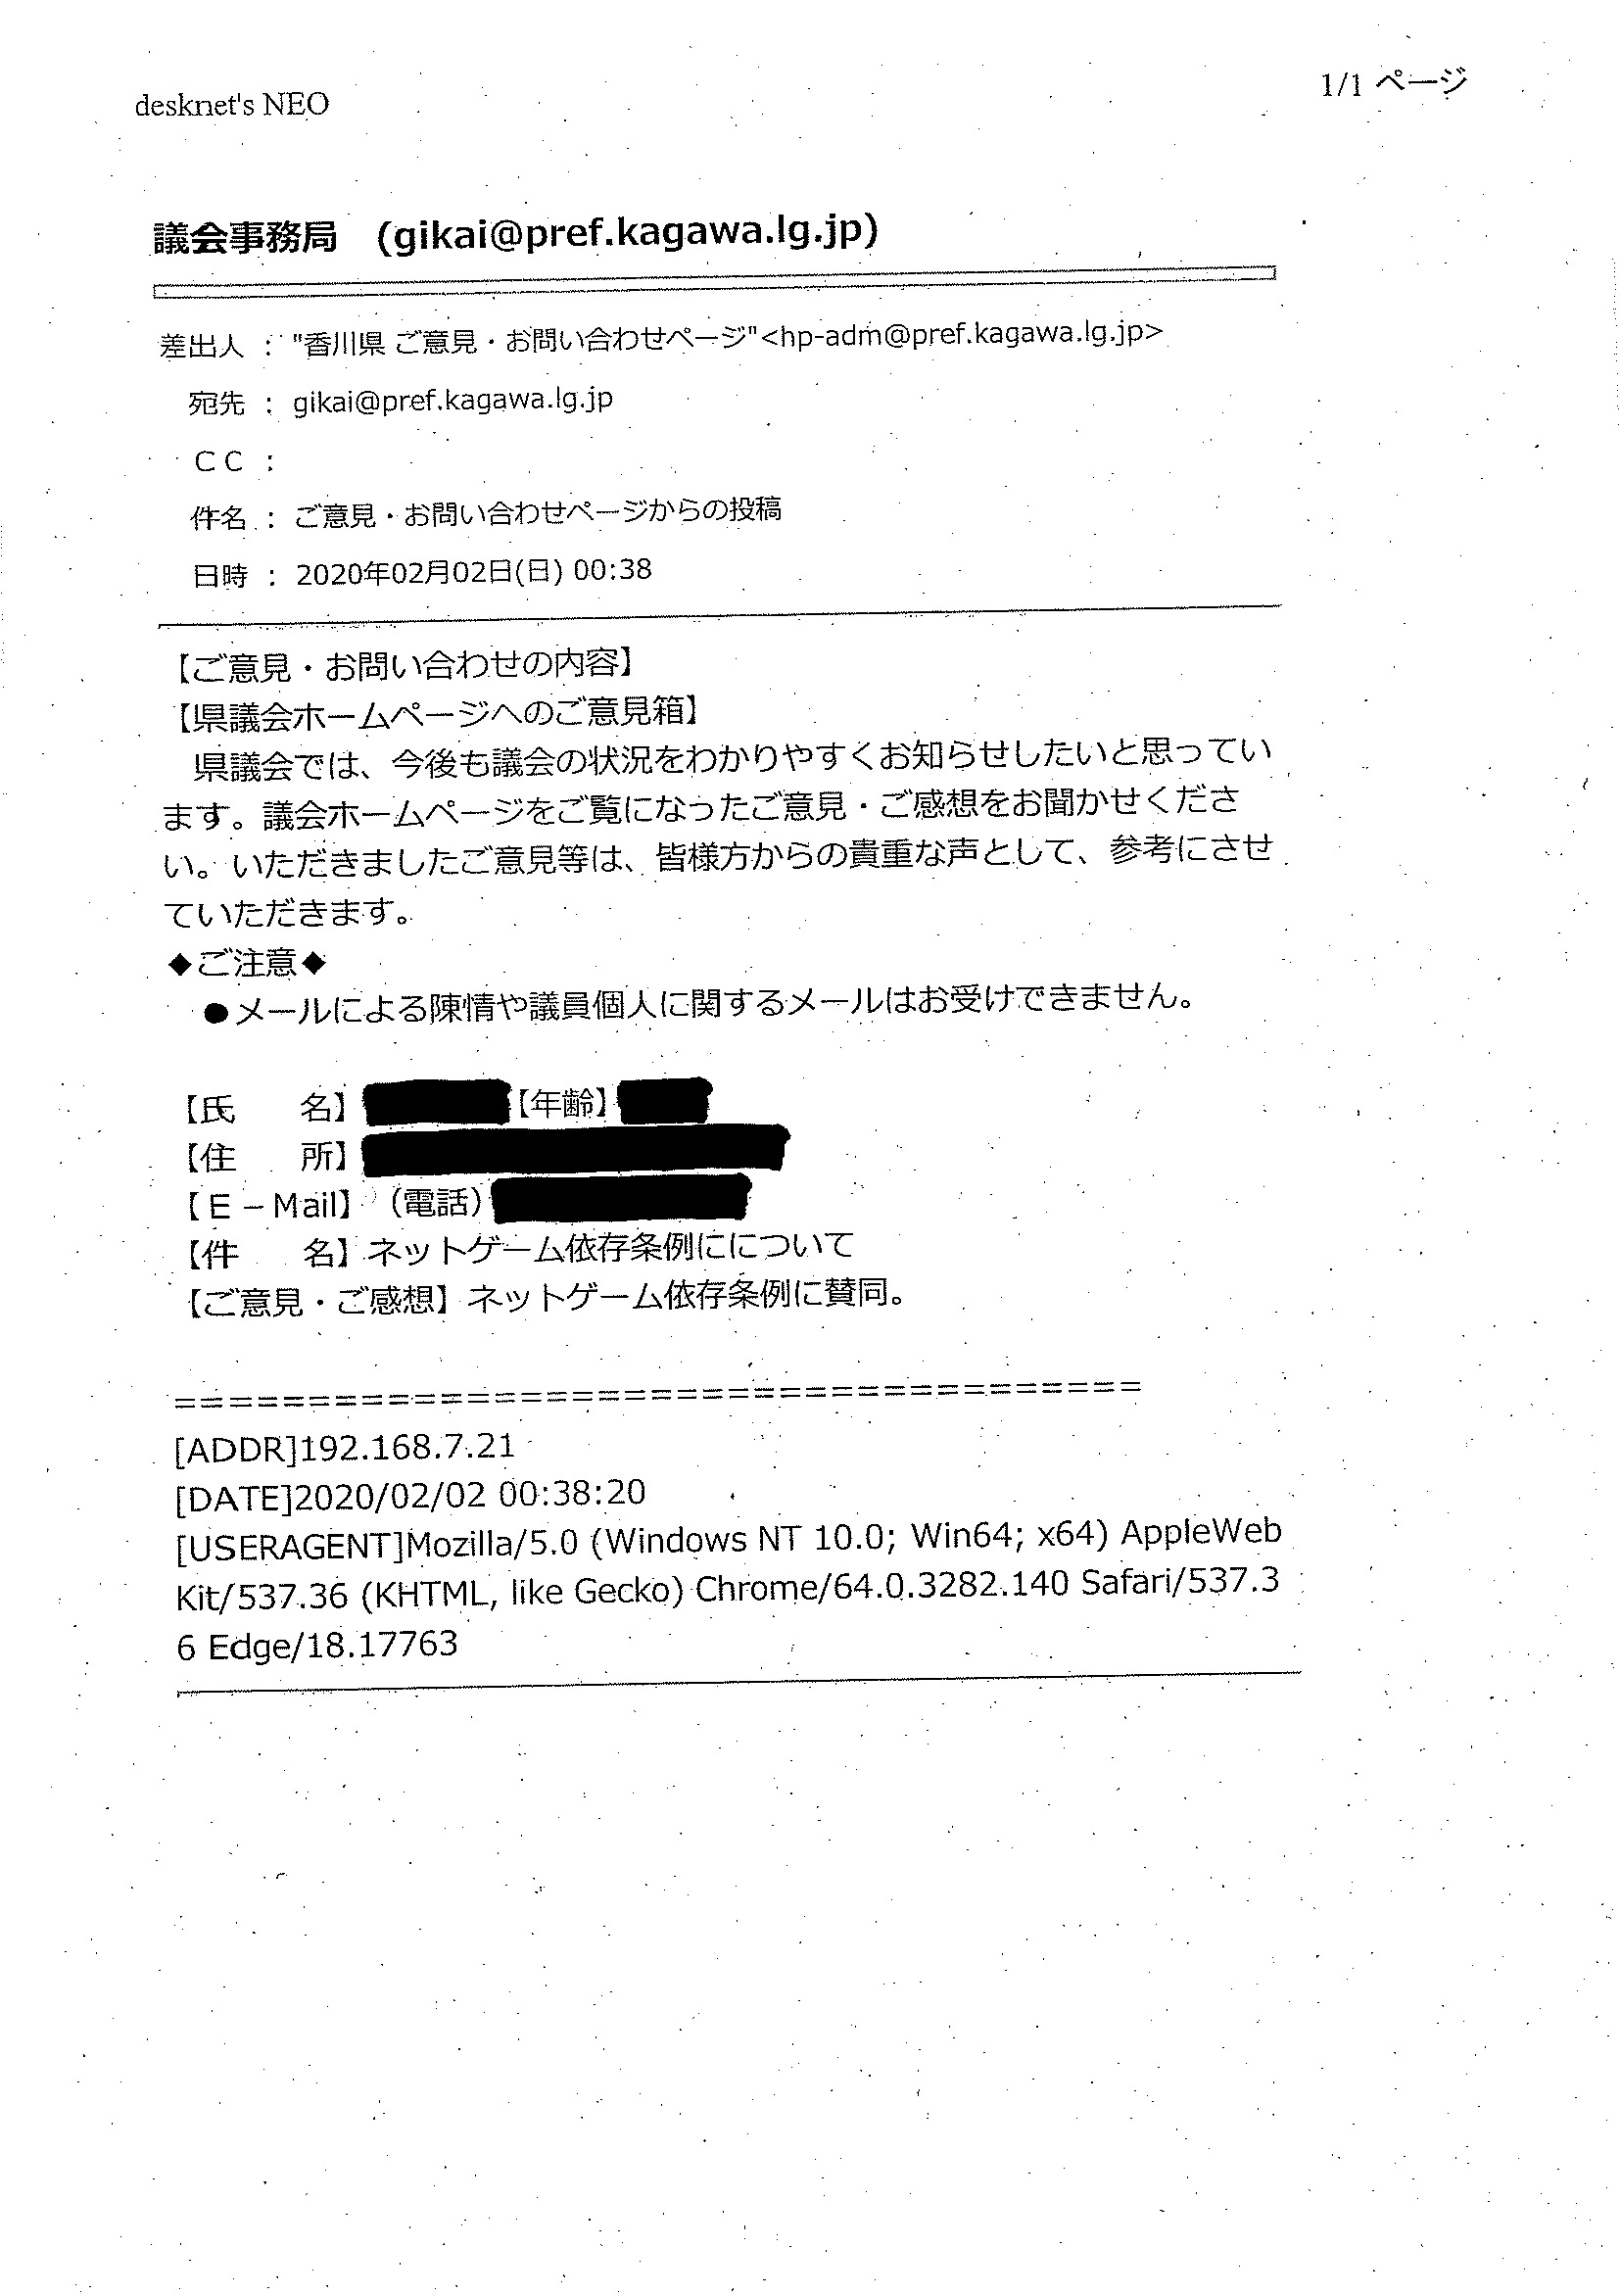 desknet's NEO
1/1 ページ
議会事務局　(gikai@pref.kagawa.lg.jp)
差出人 : "香川県 ご意見・お問い合わせページ"<hp-adm@pref.kagawa.lg.jp>
宛先 : gikai@pref.kagawa.lg.jp
ＣＣ :
件名 : ご意見・お問い合わせページからの投稿
日時 : 2020年02月02日(日) 00:38
【ご意見・お問い合わせの内容】
【県議会ホームページへのご意見箱】
　県議会では、今後も議会の状況をわかりやすくお知らせしたいと思ってい
ます。議会ホームページをご覧になったご意見・ご感想をお聞かせくださ
い。いただきましたご意見等は、皆様方からの貴重な声として、参考にさせ
ていただきます。
◆ご注意◆
　●メールによる陳情や議員個人に関するメールはお受けできません。
【氏　　名】【年齢】
【住　　所】
【Ｅ－Mail】（電話）
【件　　名】ネットゲーム依存条例にについて
【ご意見・ご感想】ネットゲーム依存条例に賛同。
=====================================
[ADDR]192.168.7.21
[DATE]2020/02/02 00:38:20
[USERAGENT]Mozilla/5.0 (Windows NT 10.0; Win64; x64) AppleWeb
Kit/537.36 (KHTML, like Gecko) Chrome/64.0.3282.140 Safari/537.3
6 Edge/18.17763